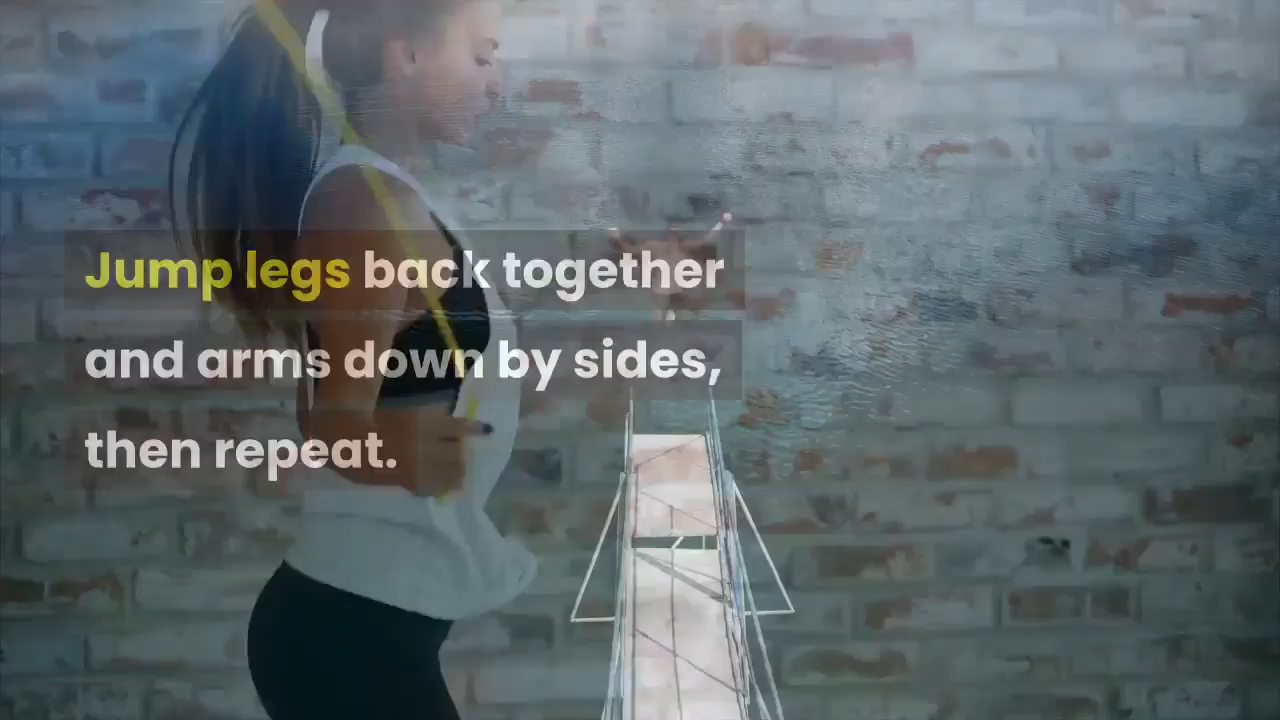 Jump legs back together
and arms down by sides,
then repeat.